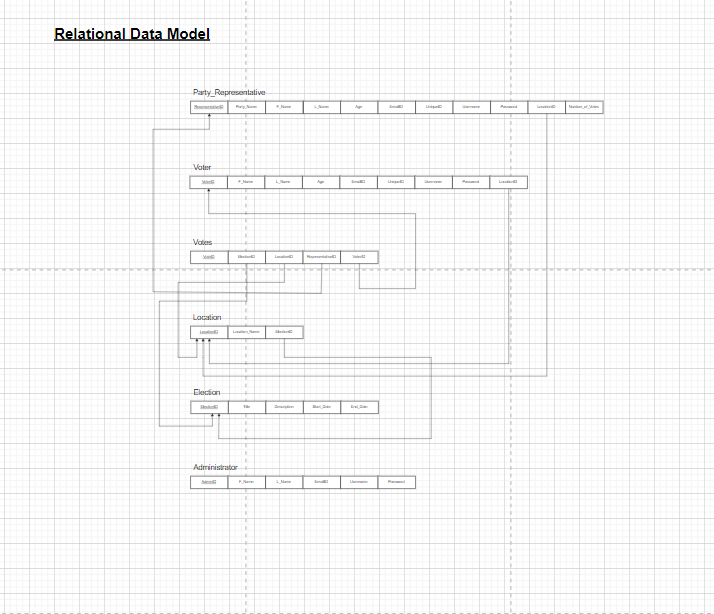 Relational Data Model
Party_Representative
RepresentativeID Party_Name F_Name L_Name Age EmailID UniqueID Username Password LocationID Number_of_Votes
Voter
VoterID F_Name L_Name Age EmailID UniqueID Username Password LocationID
Votes
VoteID ElectionID LocationID RepresentativeID VoterID
Location
LocationID Location_Name ElectionID
Election
ElectionID Title Description Start_Date End_Date
Administrator
AdminID F_Name L_Name EmailID Username Password